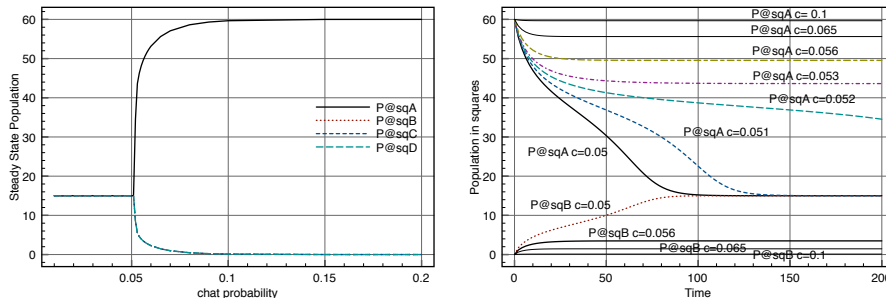 60
50
40
30
20
10
0
Steady State Population
0.05
0.1
0.15
0.2
chat probability
P@sqA
P@sqB
P@sqC
P@sqD
60
50
40
30
20
10
0
Population in squares
0
50
100
150
200
Time
P@sqA c= 0.1
P@sqA c=0.065
P@sqA c=0.056
P@sqA c=0.053
P@sqA c=0.052
P@sqA c=0.051
P@sqA c=0.05
P@sqB c=0.05
P@sqB c=0.056
P@sqB c=0.065
P@sqB c=0.1